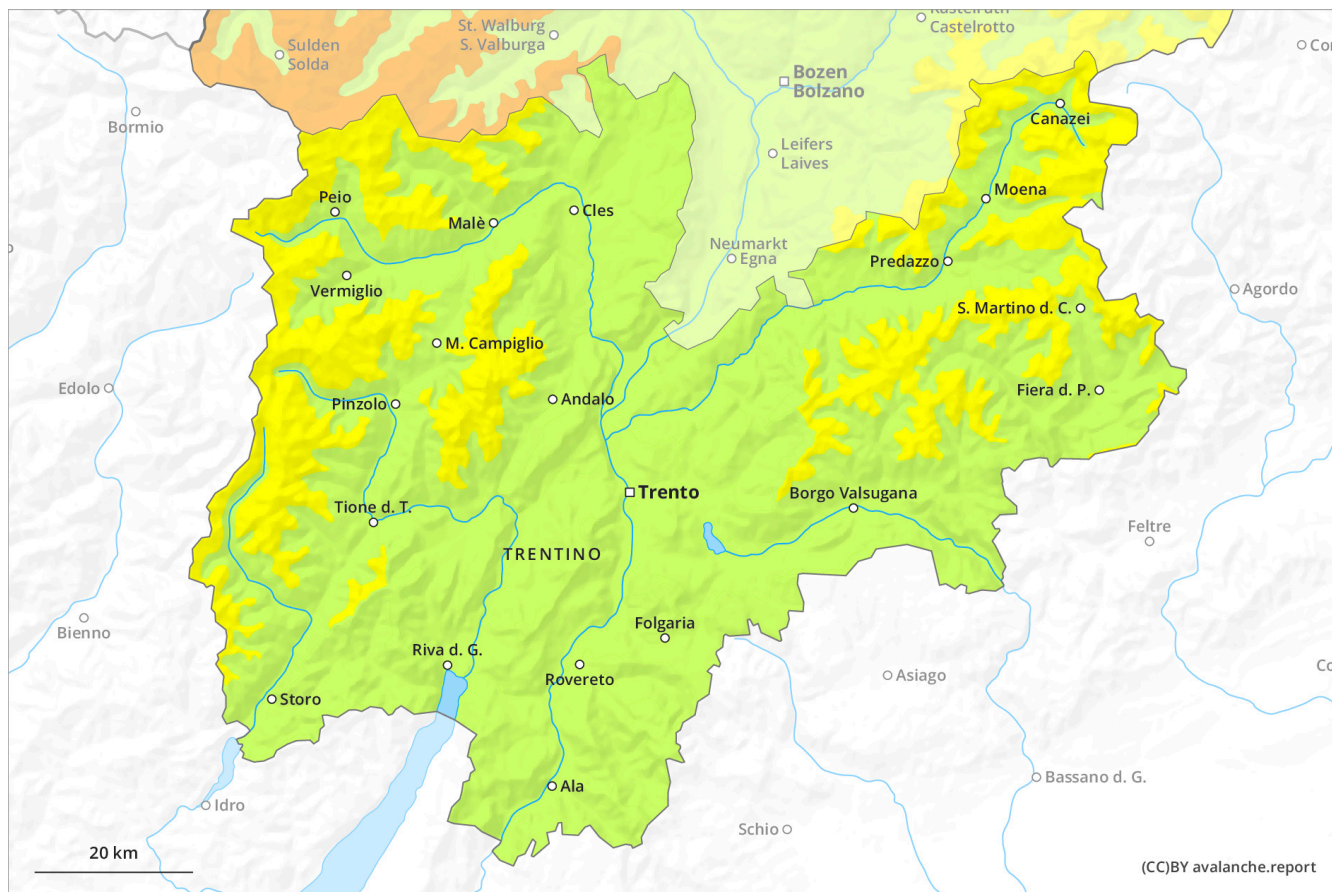 Kastelruth
Castelrotto
St. Walburg
S. Valburga
Sulden
Solda
Bozen
Bolzano
Bormio
Canazei
Leifers
Laives
Peio
Moena
Malè
Cles
Neumarkt
Egna
Predazzo
Vermiglio
Agordo
S. Martino d. C.
M. Campiglio
Edolo
Pinzolo
Andalo
Fiera d. P.
Trento
Borgo Valsugana
Tione d. T.
Feltre
TRENTINO
Bienno
Folgaria
Riva d. G.
Rovereto
Asiago
Storo
Ala
Bassano d. G.
Idro
Schio
20 km
(CC)BY avalanche.report